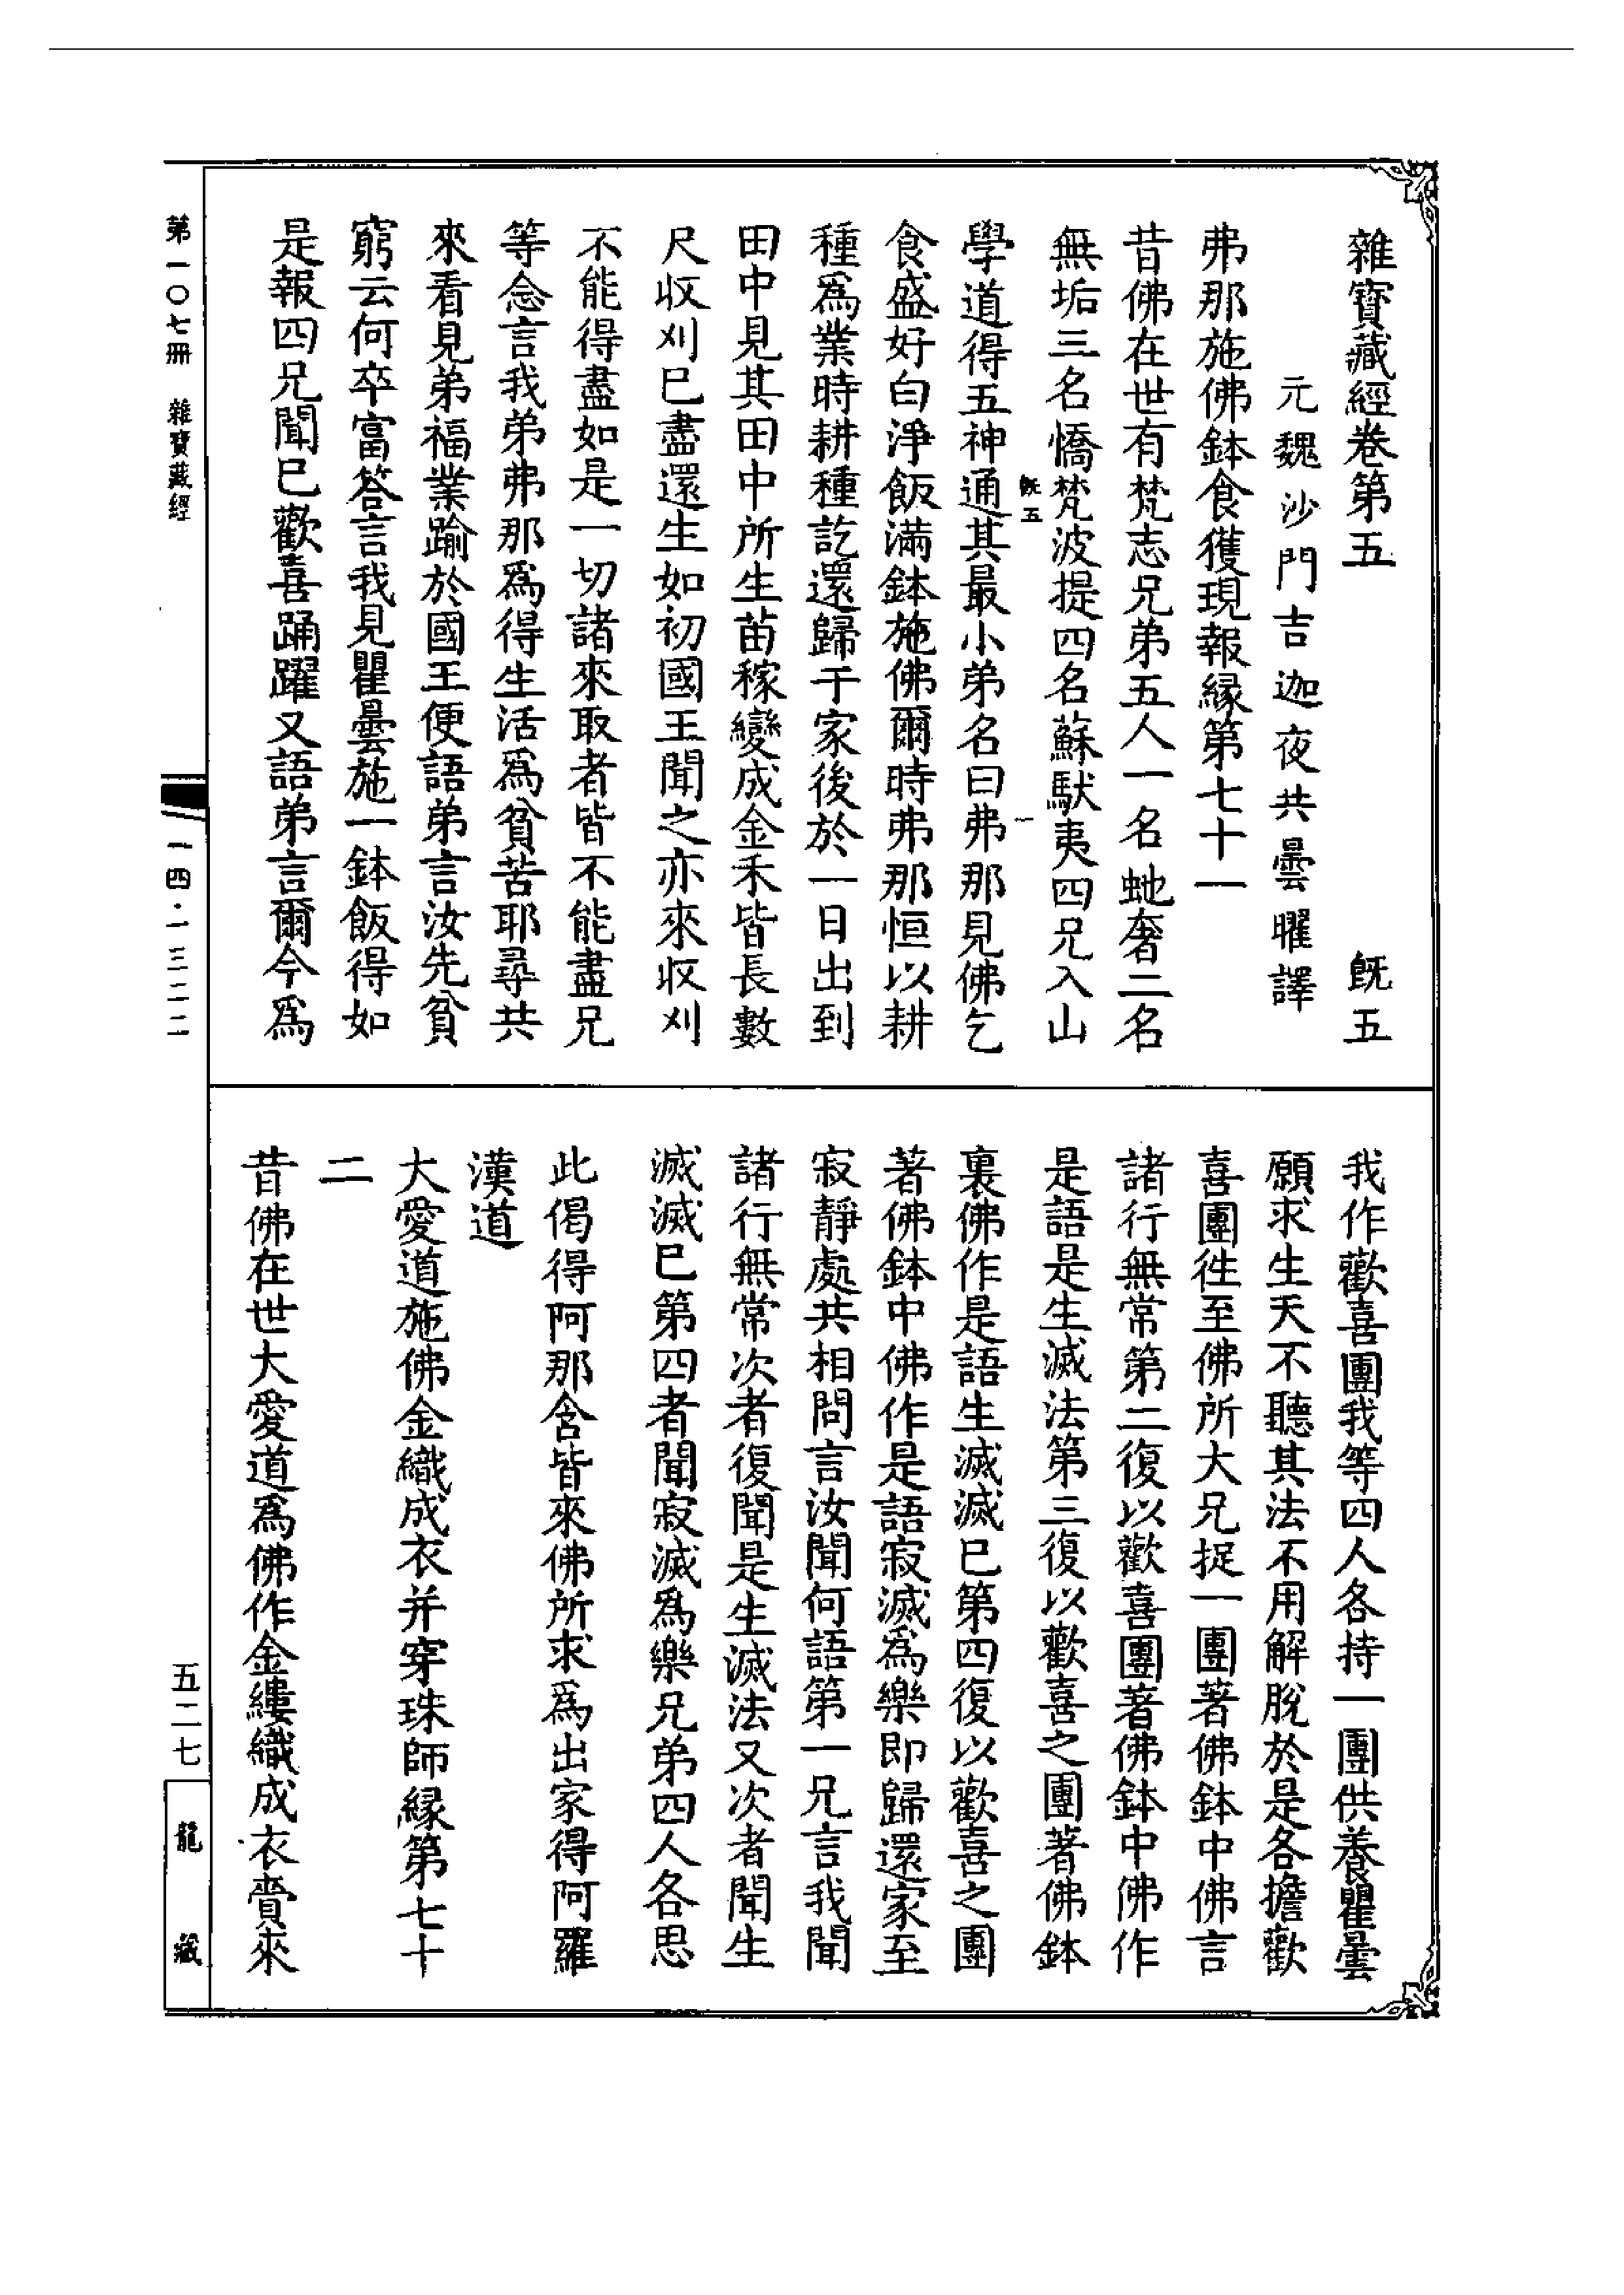 雜寶藏經卷第五　既五
元魏沙門吉迦夜共曇曜譯
弗那施佛鉢食獲現報緣第七十一
昔佛在世有梵志兄弟五人一名虵奢二名
無垢三名憍梵波提四名蘇馱夷四兄入山
既五　一
學道得五神通其最小弟名曰弗那見佛乞
食盛好白淨飯滿鉢施佛爾時弗那恒以耕
種爲業時耕種訖還歸于家後於一日出到
田中見其田中所生苗稼變成金禾皆長數
尺收刈已盡還生如初國王聞之亦來收刈
不能得盡如是一切諸來取者皆不能盡兄
等念言我弟弗那爲得生活爲貧苦耶尋共
來看見弟福業踰於國王便語弟言汝先貧
窮云何卒富答言我見瞿曇施一鉢飯得如
是報四兄聞已歡喜踊躍又語弟言爾今爲
我作歡喜團我等四人各持一團供養瞿曇
願求生天不聽其法不用解脫於是各擔歡
喜團往至佛所大兄捉一團著佛鉢中佛言
諸行無常第二復以歡喜團著佛鉢中佛作
是語是生滅法第三復以歡喜之團著佛鉢
裏佛作是語生滅滅已第四復以歡喜之團
著佛鉢中佛作是語寂滅爲樂即歸還家至
寂靜處共相問言汝聞何語第一兄言我聞
諸行無常次者復聞是生滅法又次者聞生
滅滅已第四者聞寂滅爲樂兄弟四人各思
此偈得阿那含皆來佛所求爲出家得阿羅
漢道
大愛道施佛金織成衣并穿珠師緣第七十
二
昔佛在世大愛道爲佛作金縷織成衣賫來
第一〇七冊　雜寶藏經
一四·一三二二
五二七
龍藏